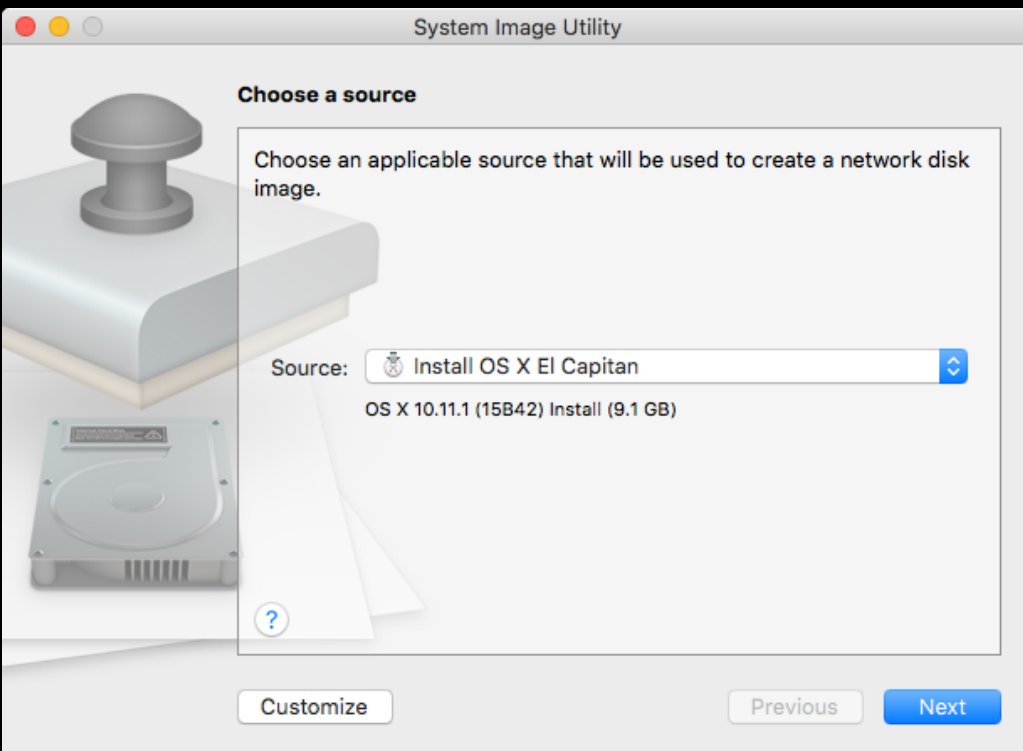 System Image Utility
Choose a source
Choose an applicable source that will be used to create a network disk
image.
Source:
Install OS X El Capitan
OS X 10.11.1 (15B42) Install (9.1 GB)
?
Customize
Previous
Next